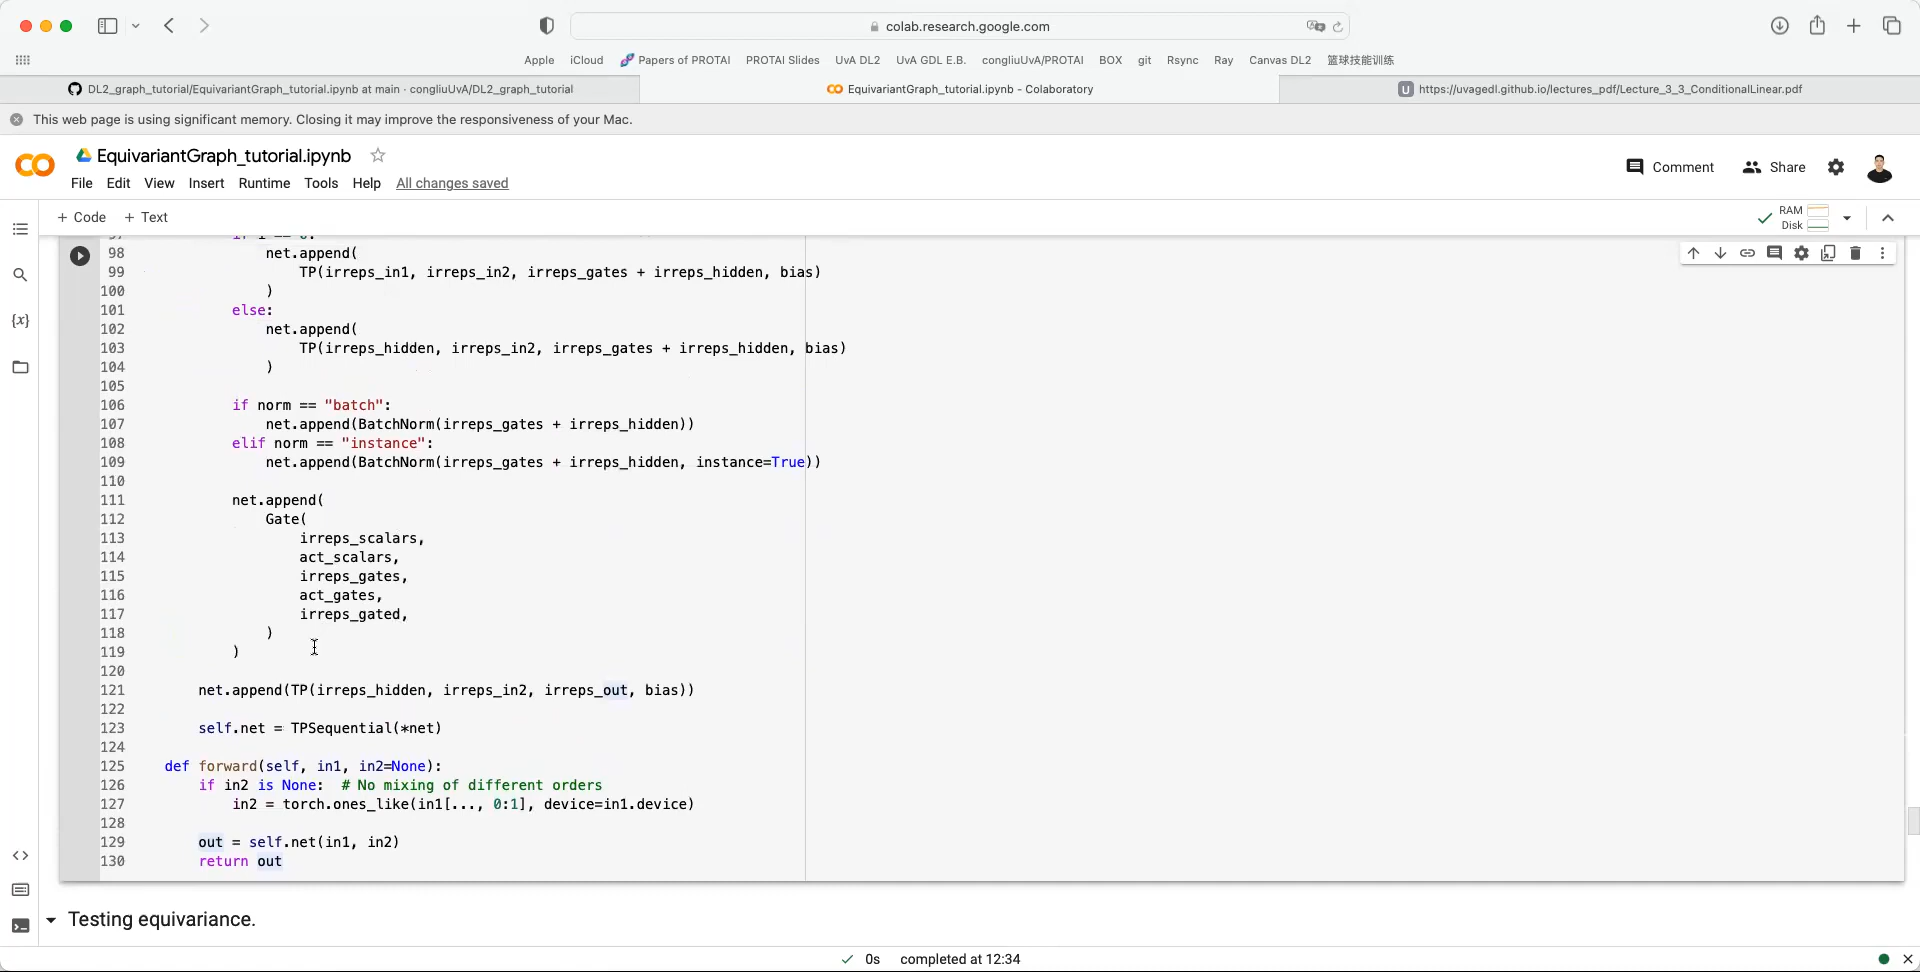 colab.research.google.com
Apple iCloud Papers of PROTAI PROTAI Slides UvA DL2 UvA GDL E.B. congliuUvA/PROTAI BOX git Rsync Ray Canvas DL2 篮球技能训练
DL2_graph_tutorial/EquivariantGraph_tutorial.ipynb at main · congliuUvA/DL2_graph_tutorial
EquivariantGraph_tutorial.ipynb - Colaboratory
https://uvagedl.github.io/lectures_pdf/Lecture_3_3_ConditionalLinear.pdf
This web page is using significant memory. Closing it may improve the responsiveness of your Mac.
EquivariantGraph_tutorial.ipynb
File Edit View Insert Runtime Tools Help All changes saved
Comment Share
+ Code + Text
RAM
Disk
98 net.append(
99 TP(irreps_in1, irreps_in2, irreps_gates + irreps_hidden, bias)
100 )
101 else:
102 net.append(
103 TP(irreps_hidden, irreps_in2, irreps_gates + irreps_hidden, bias)
104 )
105
106 if norm == "batch":
107 net.append(BatchNorm(irreps_gates + irreps_hidden))
108 elif norm == "instance":
109 net.append(BatchNorm(irreps_gates + irreps_hidden, instance=True))
110
111 net.append(
112 Gate(
113 irreps_scalars,
114 act_scalars,
115 irreps_gates,
116 act_gates,
117 irreps_gated,
118 )
119 )
120
121 net.append(TP(irreps_hidden, irreps_in2, irreps_out, bias))
122
123 self.net = TPSequential(*net)
124
125 def forward(self, in1, in2=None):
126 if in2 is None: # No mixing of different orders
127 in2 = torch.ones_like(in1[..., 0:1], device=in1.device)
128
129 out = self.net(in1, in2)
130 return out
Testing equivariance.
0s completed at 12:34